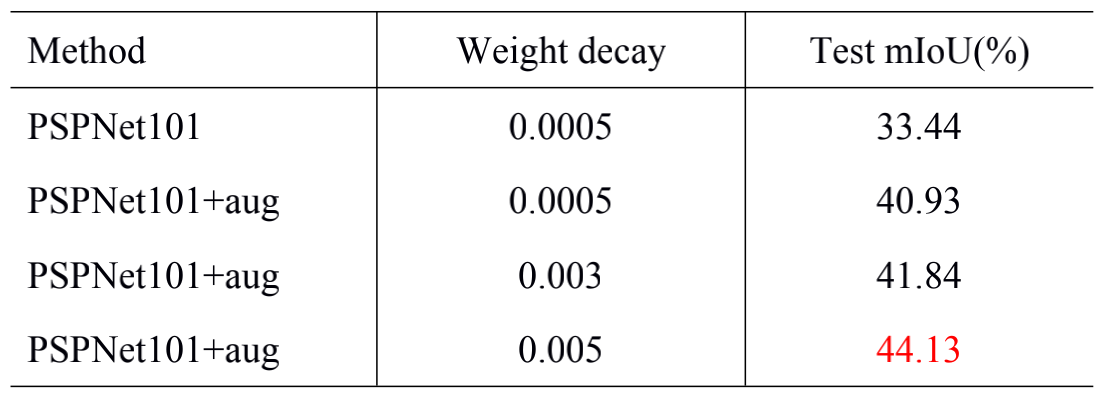 Method Weight decay Test mIoU(%)
PSPNet101 0.0005 33.44
PSPNet101+aug 0.0005 40.93
PSPNet101+aug 0.003 41.84
PSPNet101+aug 0.005 44.13